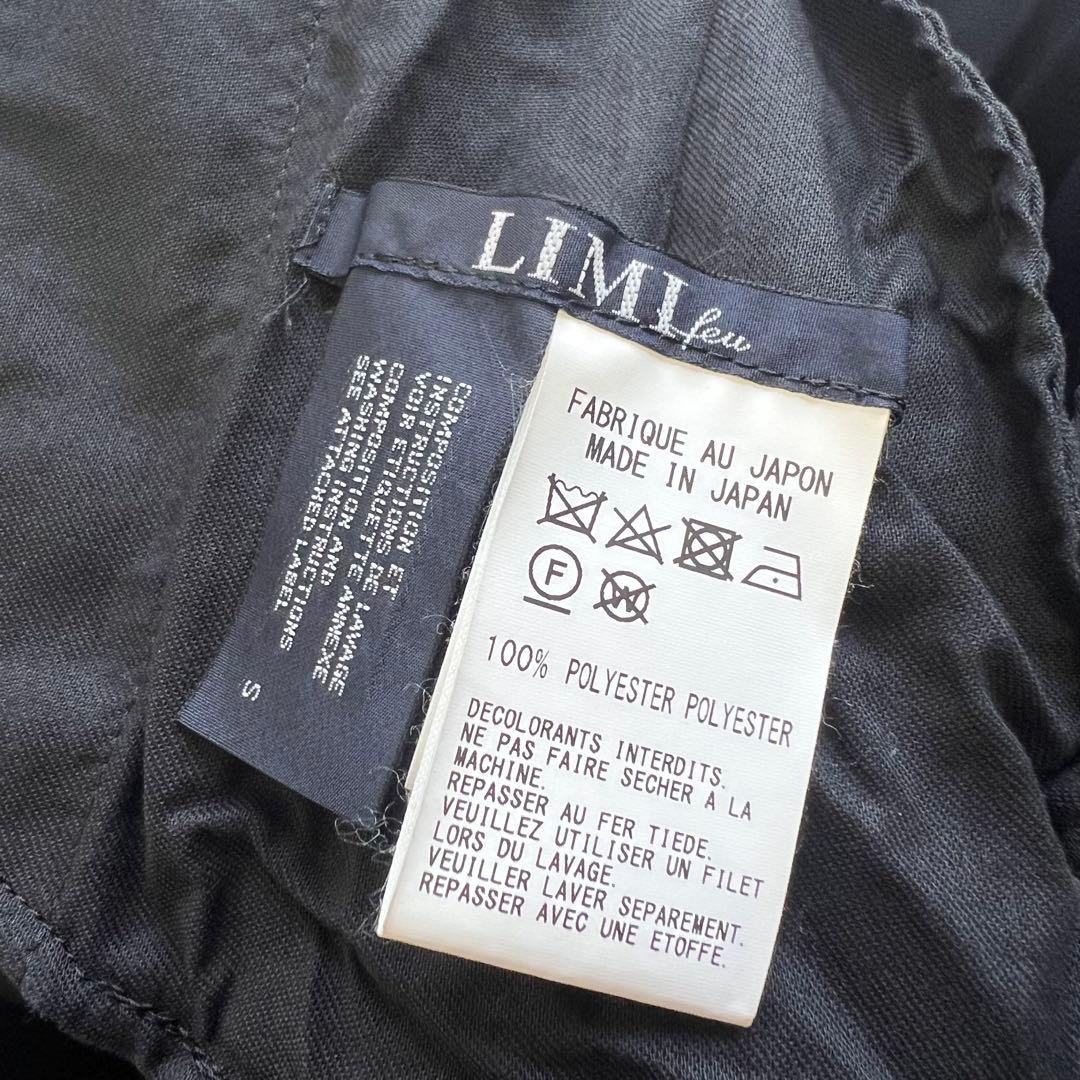 LIMI feu
COMPOSITION ET
INSTRUCTIONS DE LAVAGE
VOIR ETIQUETTE ANNEXE
COMPOSITION AND
WASHING INSTRUCTIONS
SEE ATTACHED LABEL
S
FABRIQUE AU JAPON
MADE IN JAPAN
F
W
100% POLYESTER POLYESTER
DECOLORANTS INTERDITS.
NE PAS FAIRE SECHER A LA
MACHINE.
REPASSER AU FER TIEDE.
VEUILLEZ UTILISER UN FILET
LORS DU LAVAGE.
VEUILLER LAVER SEPAREMENT.
REPASSER AVEC UNE ETOFFE.